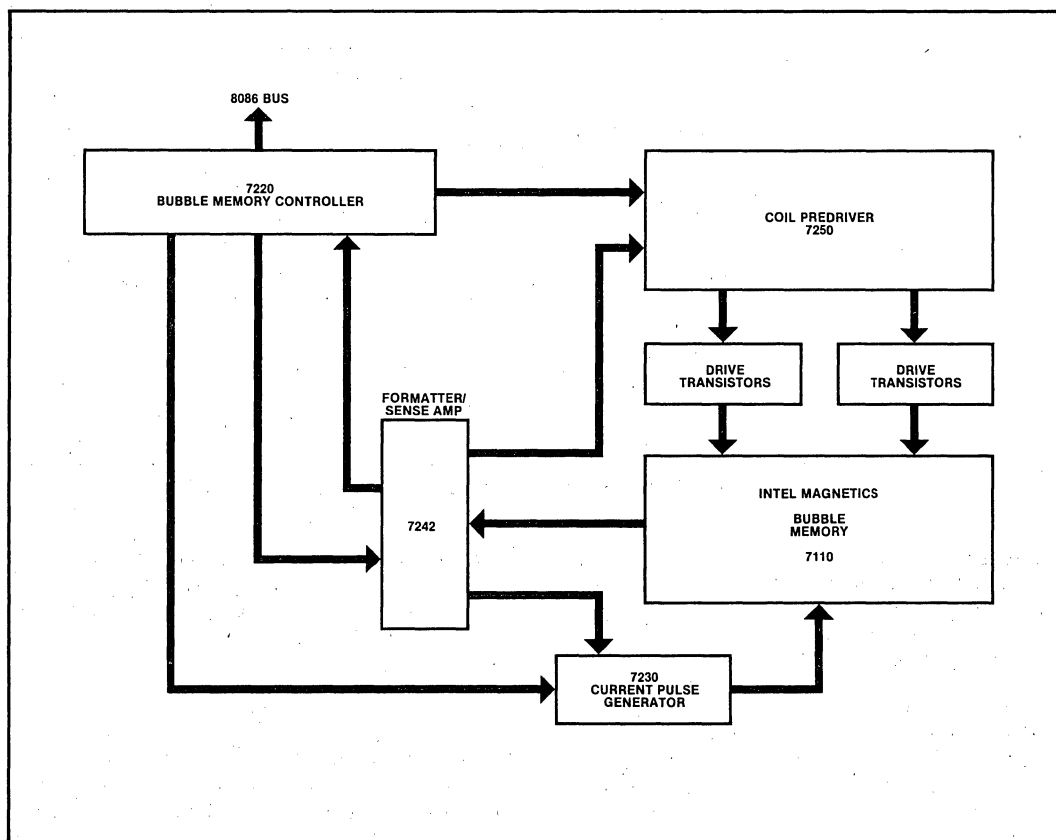 8086 BUS
7220
BUBBLE MEMORY CONTROLLER
COIL PREDRIVER
7250
DRIVE
TRANSISTORS
DRIVE
TRANSISTORS
FORMATTER/
SENSE AMP
7242
INTEL MAGNETICS
BUBBLE
MEMORY
7110
7230
CURRENT PULSE
GENERATOR